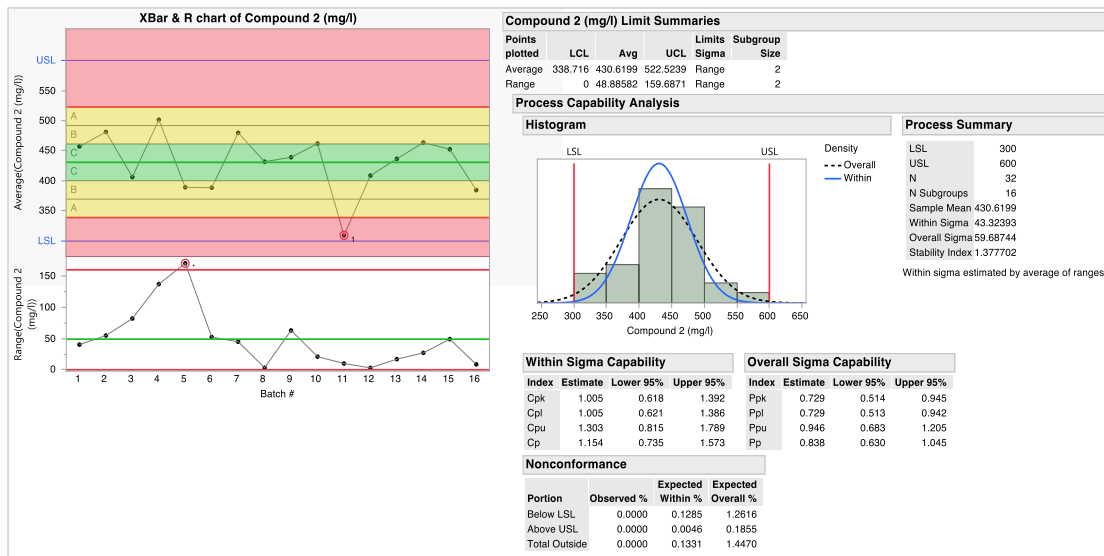 XBar & R chart of Compound 2 (mg/l)
Average(Compound 2 (mg/l))
USL
550
500
450
400
350
LSL
A
B
C
C
B
A
1
Range(Compound 2
(mg/l))
150
100
50
0
1 2 3 4 5 6 7 8 9 10 11 12 13 14 15 16
Batch #
Compound 2 (mg/l) Limit Summaries
Points Limits Subgroup
plotted LCL Avg UCL Sigma Size
Average 338.716 430.6199 522.5239 Range 2
Range 0 48.88582 159.6871 Range 2
Process Capability Analysis
Histogram
LSL USL
250 300 350 400 450 500 550 600 650
Compound 2 (mg/l)
Density
Overall
Within
Process Summary
LSL 300
USL 600
N 32
N Subgroups 16
Sample Mean 430.6199
Within Sigma 43.32393
Overall Sigma 59.68744
Stability Index 1.377702
Within sigma estimated by average of ranges
Within Sigma Capability
Index Estimate Lower 95% Upper 95%
Cpk 1.005 0.618 1.392
Cpl 1.005 0.621 1.386
Cpu 1.303 0.815 1.789
Cp 1.154 0.735 1.573
Overall Sigma Capability
Index Estimate Lower 95% Upper 95%
Ppk 0.729 0.514 0.945
Ppl 0.729 0.513 0.942
Ppu 0.946 0.683 1.205
Pp 0.838 0.630 1.045
Nonconformance
Expected Expected
Portion Observed % Within % Overall %
Below LSL 0.0000 0.1285 1.2616
Above USL 0.0000 0.0046 0.1855
Total Outside 0.0000 0.1331 1.4470